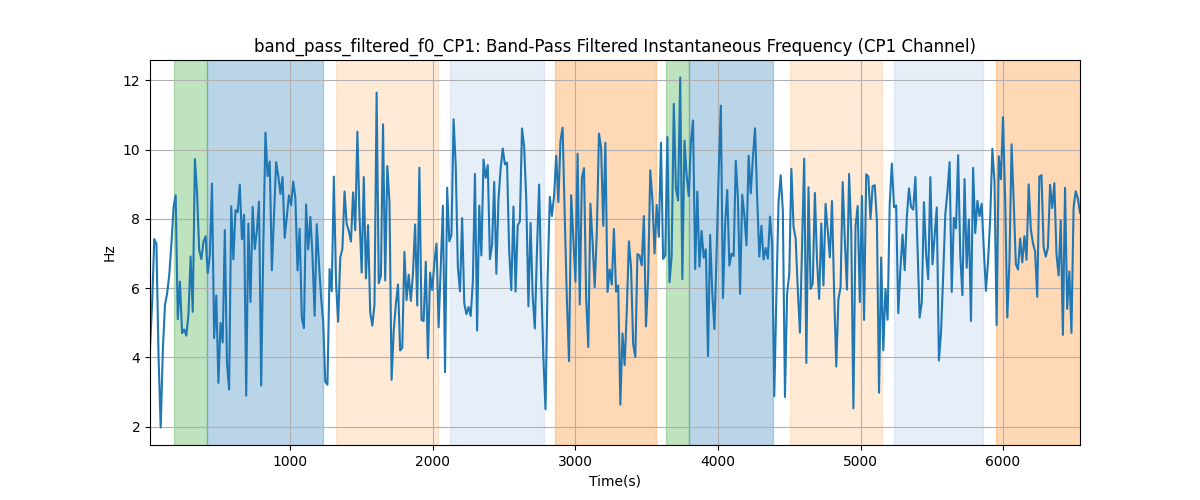 band_pass_filtered_f0_CP1: Band-Pass Filtered Instantaneous Frequency (CP1 Channel)
12
10
8
6
4
2
Hz
1000 2000 3000 4000 5000 6000
Time(s)